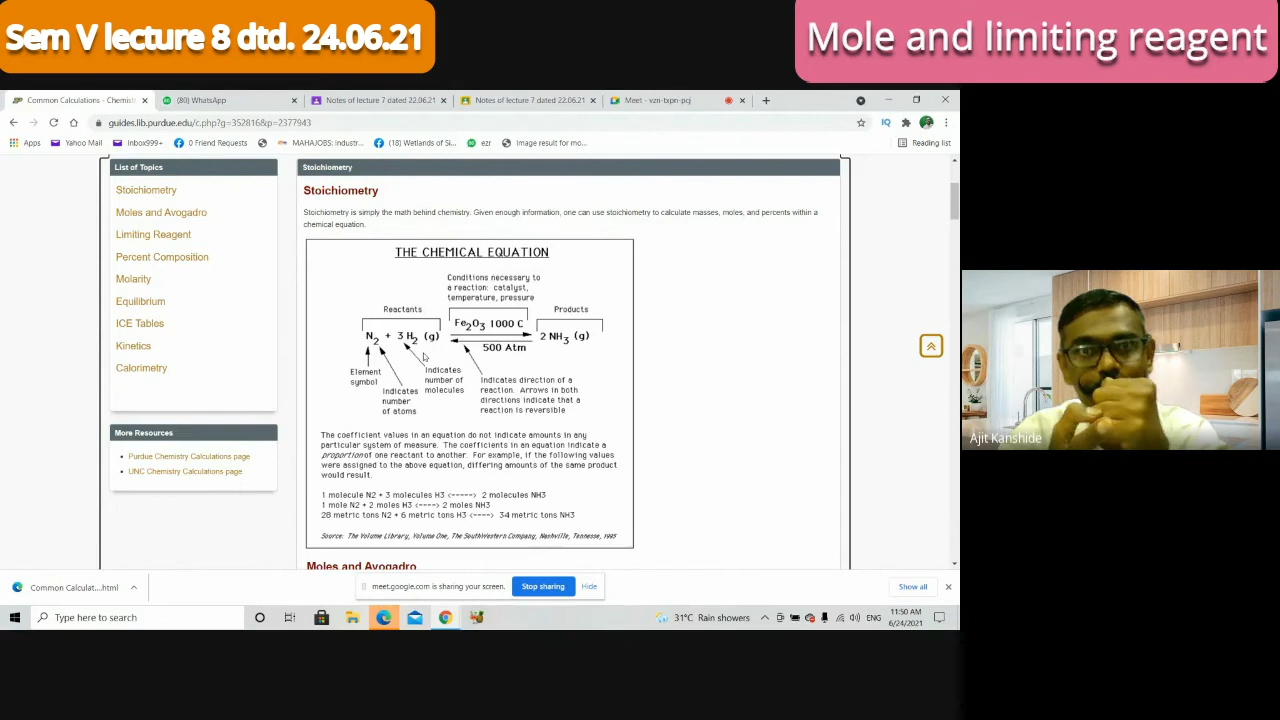 Sem V lecture 8 dtd. 24.06.21
Mole and limiting reagent
Common Calculations - Chemist
(80) WhatsApp
Notes of lecture 7 dated 22.06.21
Notes of lecture 7 dated 22.06.21
Meet - vzn-txpn-pcj
guides.lib.purdue.edu/c.php?g=352816&p=2377943
Apps
Yahoo Mail
Inbox999+
0 Friend Requests
MAHAJOBS: Industr...
(18) Wetlands of Si...
ezr
Image result for mo...
Reading list
List of Topics
Stoichiometry
Moles and Avogadro
Limiting Reagent
Percent Composition
Molarity
Equilibrium
ICE Tables
Kinetics
Calorimetry
More Resources
• Purdue Chemistry Calculations page
• UNC Chemistry Calculations page
Stoichiometry
Stoichiometry
Stoichiometry is simply the math behind chemistry. Given enough information, one can use stoichiometry to calculate masses, moles, and percents within a
chemical equation.
THE CHEMICAL EQUATION
Conditions necessary to
a reaction: catalyst,
temperature, pressure
Reactants
Products
Fe2O3 1000 C
N2 + 3 H2 (g)
2 NH3 (g)
500 Atm
Element
symbol
Indicates
number
of atoms
Indicates
number of
molecules
Indicates direction of a
reaction. Arrows in both
directions indicate that a
reaction is reversible
The coefficient values in an equation do not indicate amounts in any
particular system of measure. The coefficients in an equation indicate a
proportion of one reactant to another. For example, if the following values
were assigned to the above equation, differing amounts of the same product
would result.
1 molecule N2 + 3 molecules H3 <-----> 2 molecules NH3
1 mole N2 + 2 moles H3 <----> 2 moles NH3
28 metric tons N2 + 6 metric tons H3 <----> 34 metric tons NH3
Source: The Volume Library, Volume One, The SouthWestern Company, Nashville, Tennesse, 1995
Moles and Avogadro
Ajit Kanshide
Common Calculat....html
meet.google.com is sharing your screen.
Stop sharing
Hide
Show all
Type here to search
31°C Rain showers
ENG
11:50 AM
6/24/2021